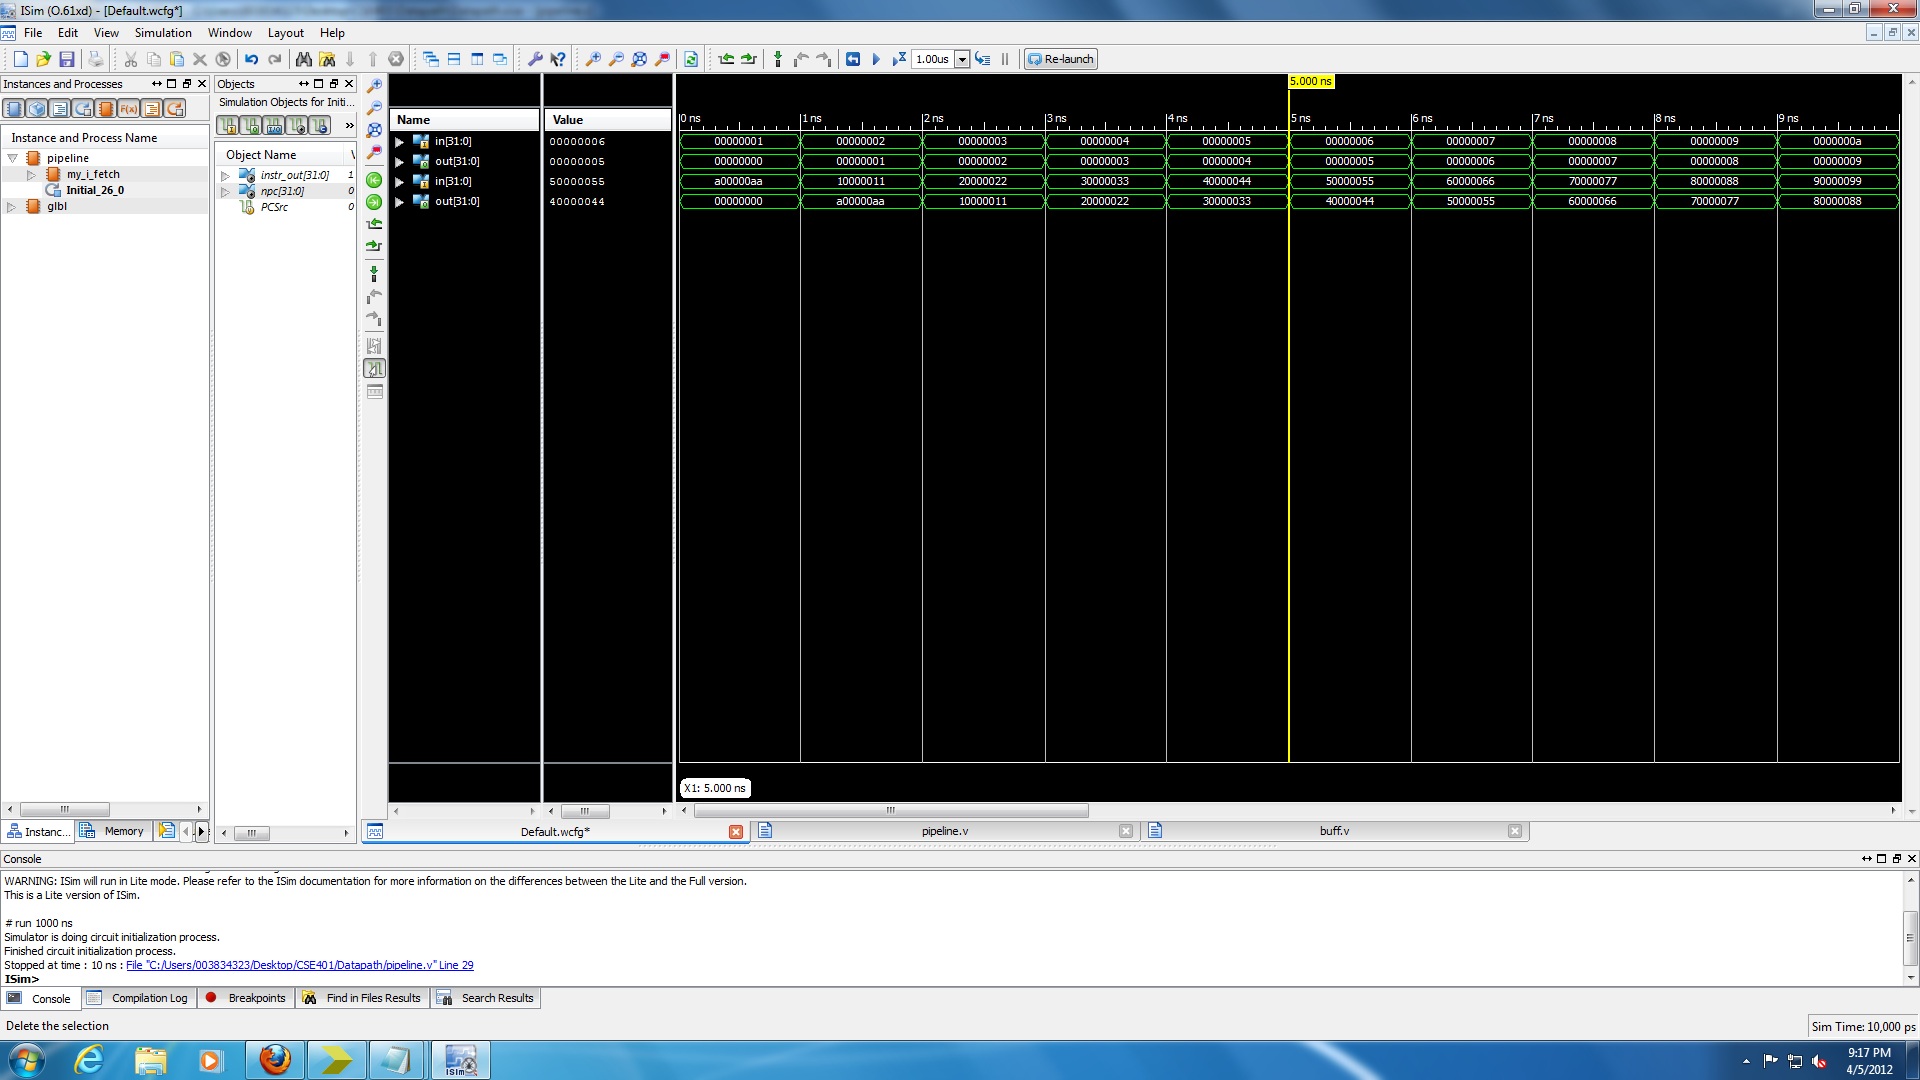 ISim (O.61xd) - [Default.wcfg*]
File Edit View Simulation Window Layout Help
1.00us Re-launch
Instances and Processes
Instance and Process Name
pipeline
my_i_fetch
Initial_26_0
glbl
Instanc... Memory
Objects
Simulation Objects for Initi...
Object Name
instr_out[31:0] 1
npc[31:0] 0
PCSrc 0
Name Value
in[31:0] 00000006
out[31:0] 00000005
in[31:0] 50000055
out[31:0] 40000044
5.000 ns
0 ns 1 ns 2 ns 3 ns 4 ns 5 ns 6 ns 7 ns 8 ns 9 ns
00000001 00000002 00000003 00000004 00000005 00000006 00000007 00000008 00000009 0000000a
00000000 00000001 00000002 00000003 00000004 00000005 00000006 00000007 00000008 00000009
a00000aa 10000011 20000022 30000033 40000044 50000055 60000066 70000077 80000088 90000099
00000000 a00000aa 10000011 20000022 30000033 40000044 50000055 60000066 70000077 80000088
X1: 5.000 ns
Default.wcfg* pipeline.v buff.v
Console
WARNING: ISim will run in Lite mode. Please refer to the ISim documentation for more information on the differences between the Lite and the Full version.
This is a Lite version of ISim.
# run 1000 ns
Simulator is doing circuit initialization process.
Finished circuit initialization process.
Stopped at time : 10 ns : File "C:/Users/003834323/Desktop/CSE401/Datapath/pipeline.v" Line 29
ISim>
Console Compilation Log Breakpoints Find in Files Results Search Results
Delete the selection
Sim Time: 10,000 ps
ISim
9:17 PM
4/5/2012